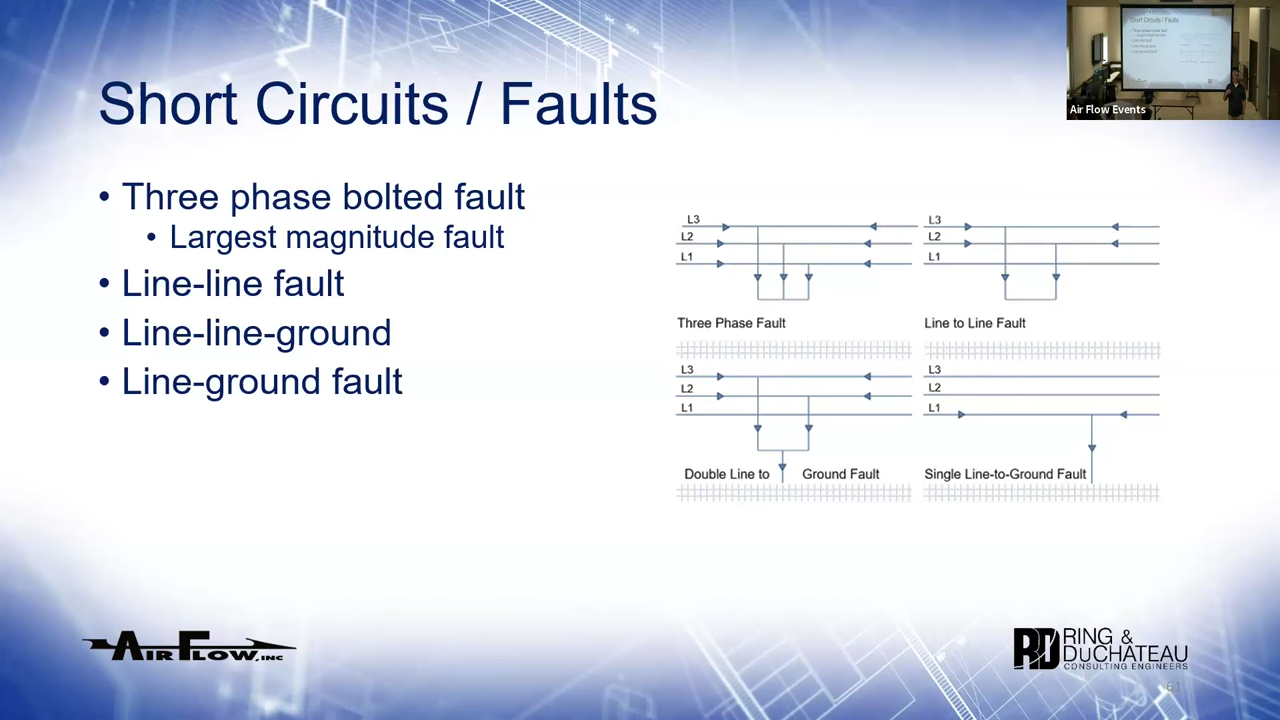 Short Circuits / Faults
Air Flow Events
• Three phase bolted fault
• Largest magnitude fault
• Line-line fault
• Line-line-ground
• Line-ground fault
L3
L2
L1
Three Phase Fault
L3
L2
L1
Line to Line Fault
L3
L2
L1
Double Line to Ground Fault
L3
L2
L1
Single Line-to-Ground Fault
AIR FLOW, INC
RD
RING &
DUCHATEAU
CONSULTING ENGINEERS
61